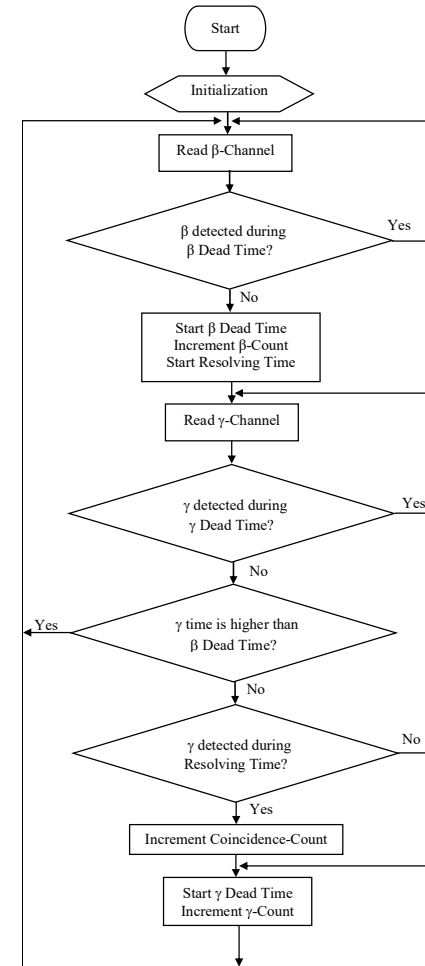 Start
Initialization
Read β-Channel
β detected during
β Dead Time?
Yes
No
Start β Dead Time
Increment β-Count
Start Resolving Time
Read γ-Channel
γ detected during
γ Dead Time?
Yes
No
γ time is higher than
β Dead Time?
Yes
No
γ detected during
Resolving Time?
No
Yes
Increment Coincidence-Count
Start γ Dead Time
Increment γ-Count